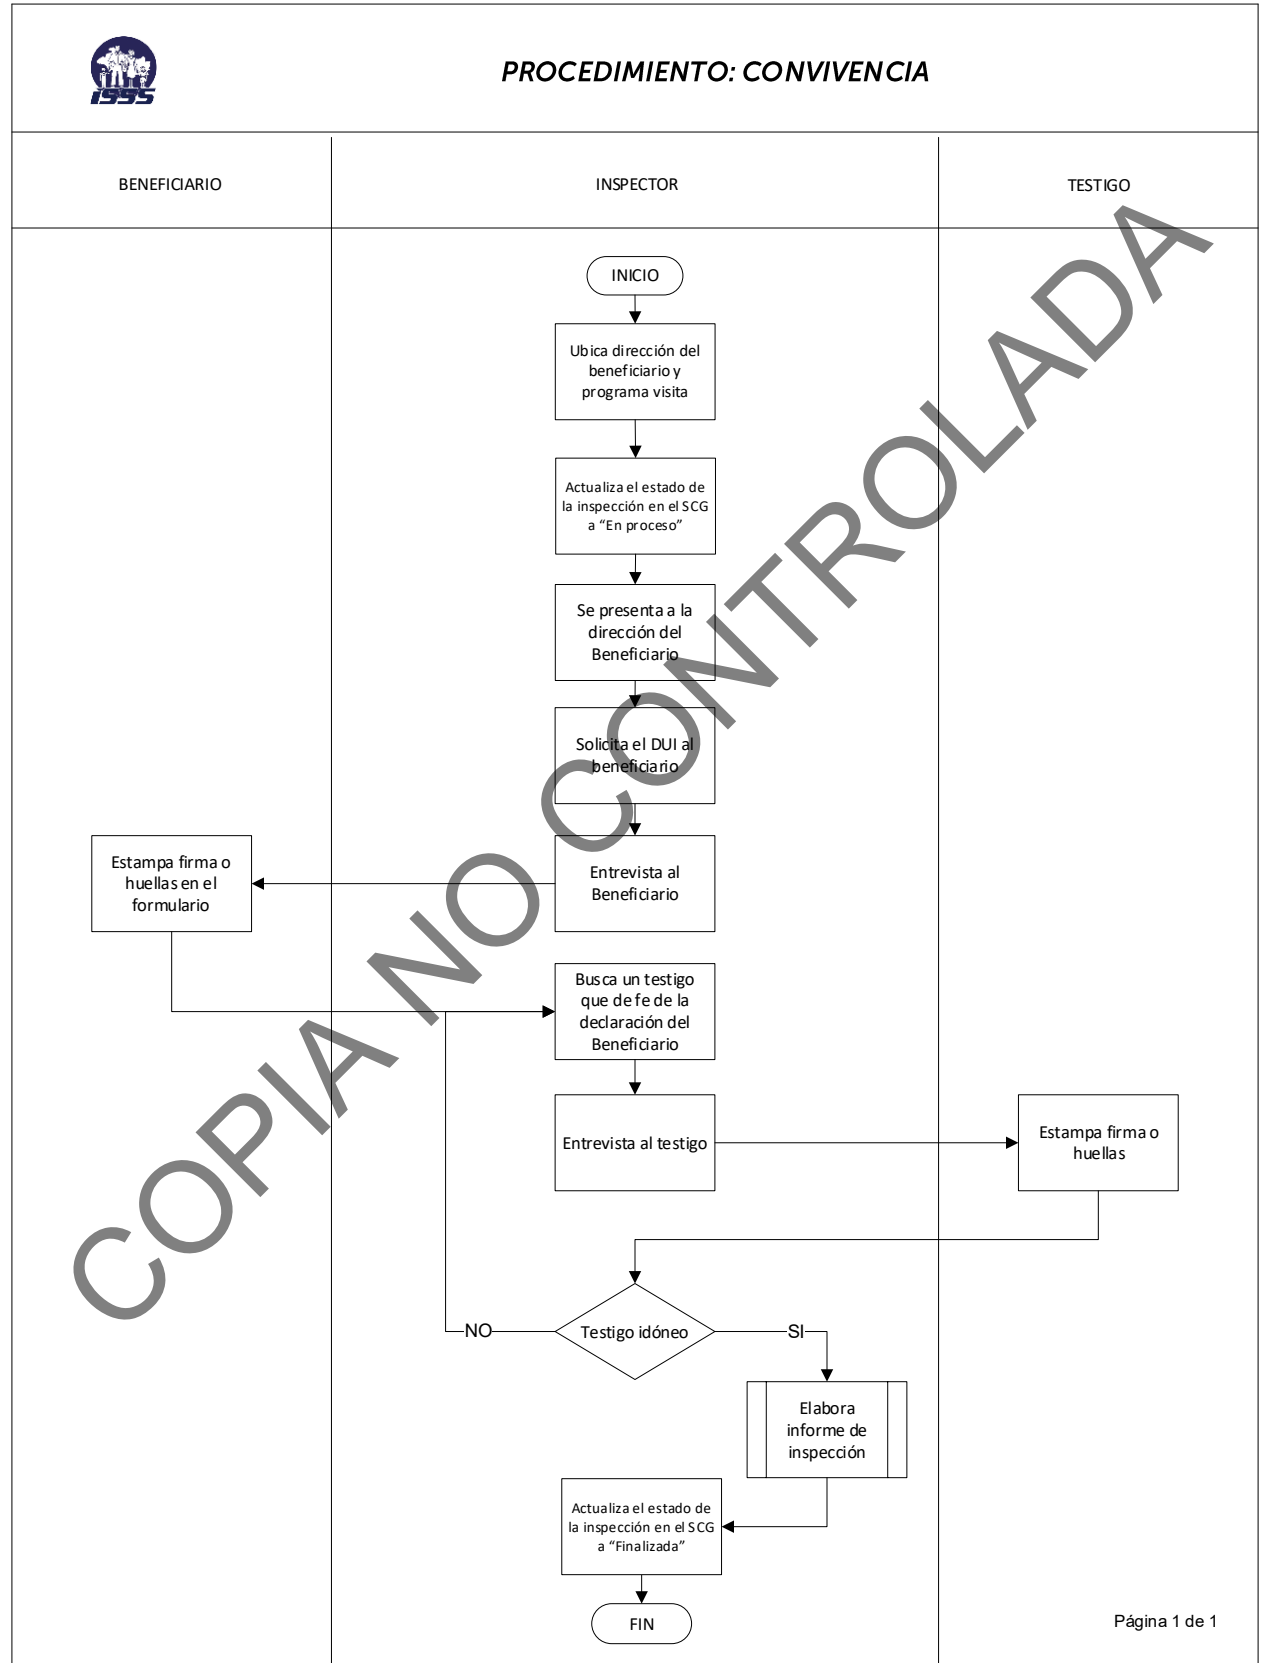 ISSS
PROCEDIMIENTO: CONVIVENCIA
BENEFICIARIO
INSPECTOR
TESTIGO
INICIO
Ubica dirección del
beneficiario y
programa visita
Actualiza el estado de
la inspección en el SCG
a “En proceso”
Se presenta a la
dirección del
Beneficiario
Solicita el DUI al
beneficiario
Entrevista al
Beneficiario
Estampa firma o
huellas en el
formulario
Busca un testigo
que de fe de la
declaración del
Beneficiario
Entrevista al testigo
Estampa firma o
huellas
Testigo idóneo
NO
SI
Elabora
informe de
inspección
Actualiza el estado de
la inspección en el SCG
a “Finalizada”
FIN
Página 1 de 1
COPIA NO CONTROLADA